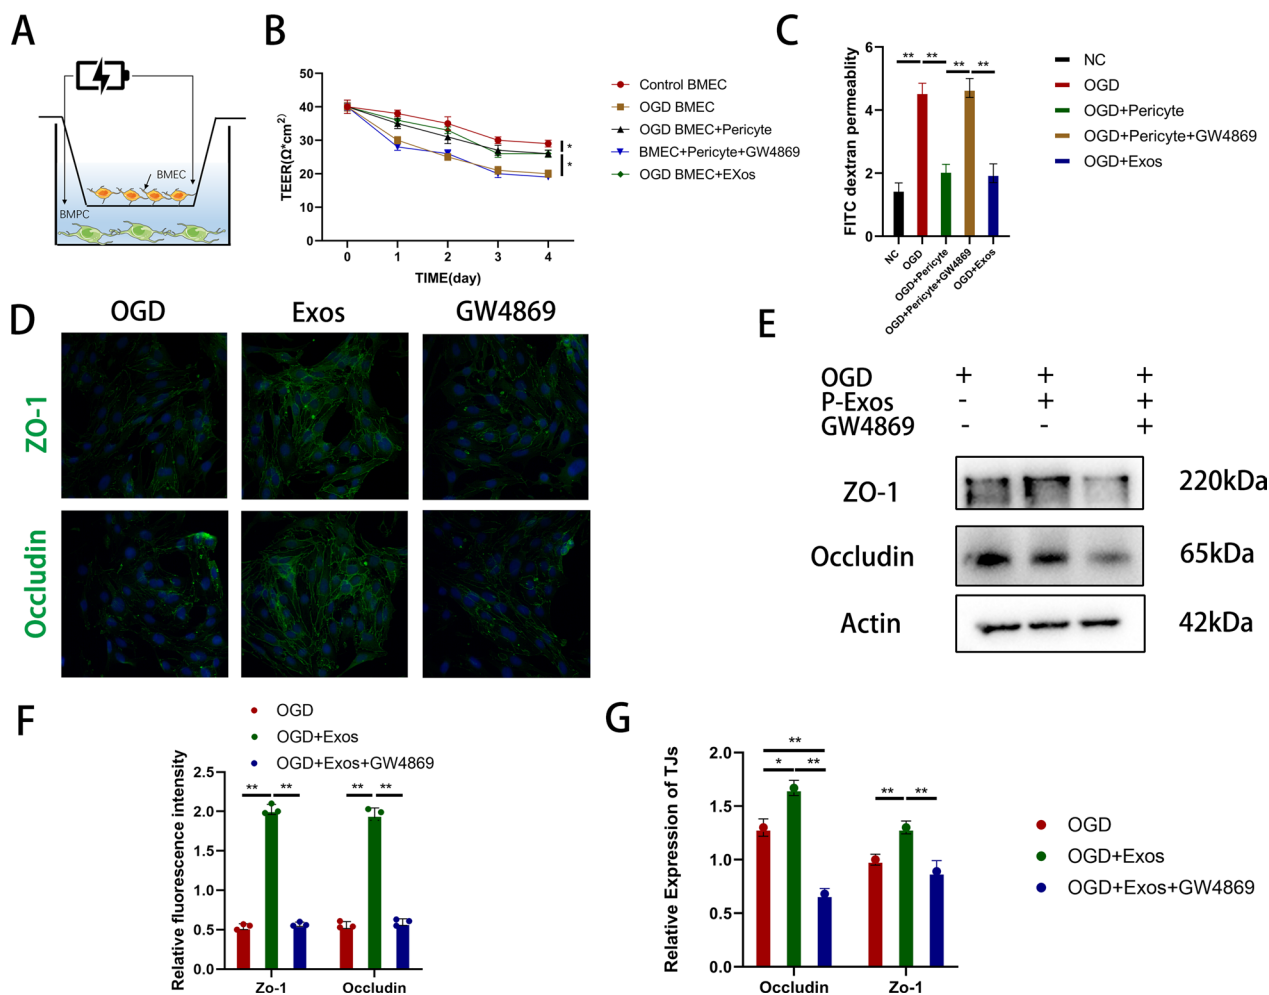 A
BMEC
BMPC
B
TEER(Ω*cm²)
50
40
30
20
10
0
0 1 2 3 4
TIME(day)
*
*
Control BMEC
OGD BMEC
OGD BMEC+Pericyte
BMEC+Pericyte+GW4869
OGD BMEC+EXos
C
FITC dextran permeablity
6
4
2
0
** ** ** **
NC
OGD
OGD+Pericyte
OGD+Pericyte+GW4869
OGD+Exos
NC
OGD
OGD+Pericyte
OGD+Pericyte+GW4869
OGD+Exos
D
OGD Exos GW4869
ZO-1
Occludin
E
OGD + + +
P-Exos - + +
GW4869 - - +
ZO-1 220kDa
Occludin 65kDa
Actin 42kDa
F
OGD
OGD+Exos
OGD+Exos+GW4869
Relative fluorescence intensity
2.5
2.0
1.5
1.0
0.5
0.0
** ** ** **
Zo-1 Occludin
G
Relative Expression of TJs
2.0
1.5
1.0
0.5
0.0
**
* **
** **
Occludin Zo-1
OGD
OGD+Exos
OGD+Exos+GW4869